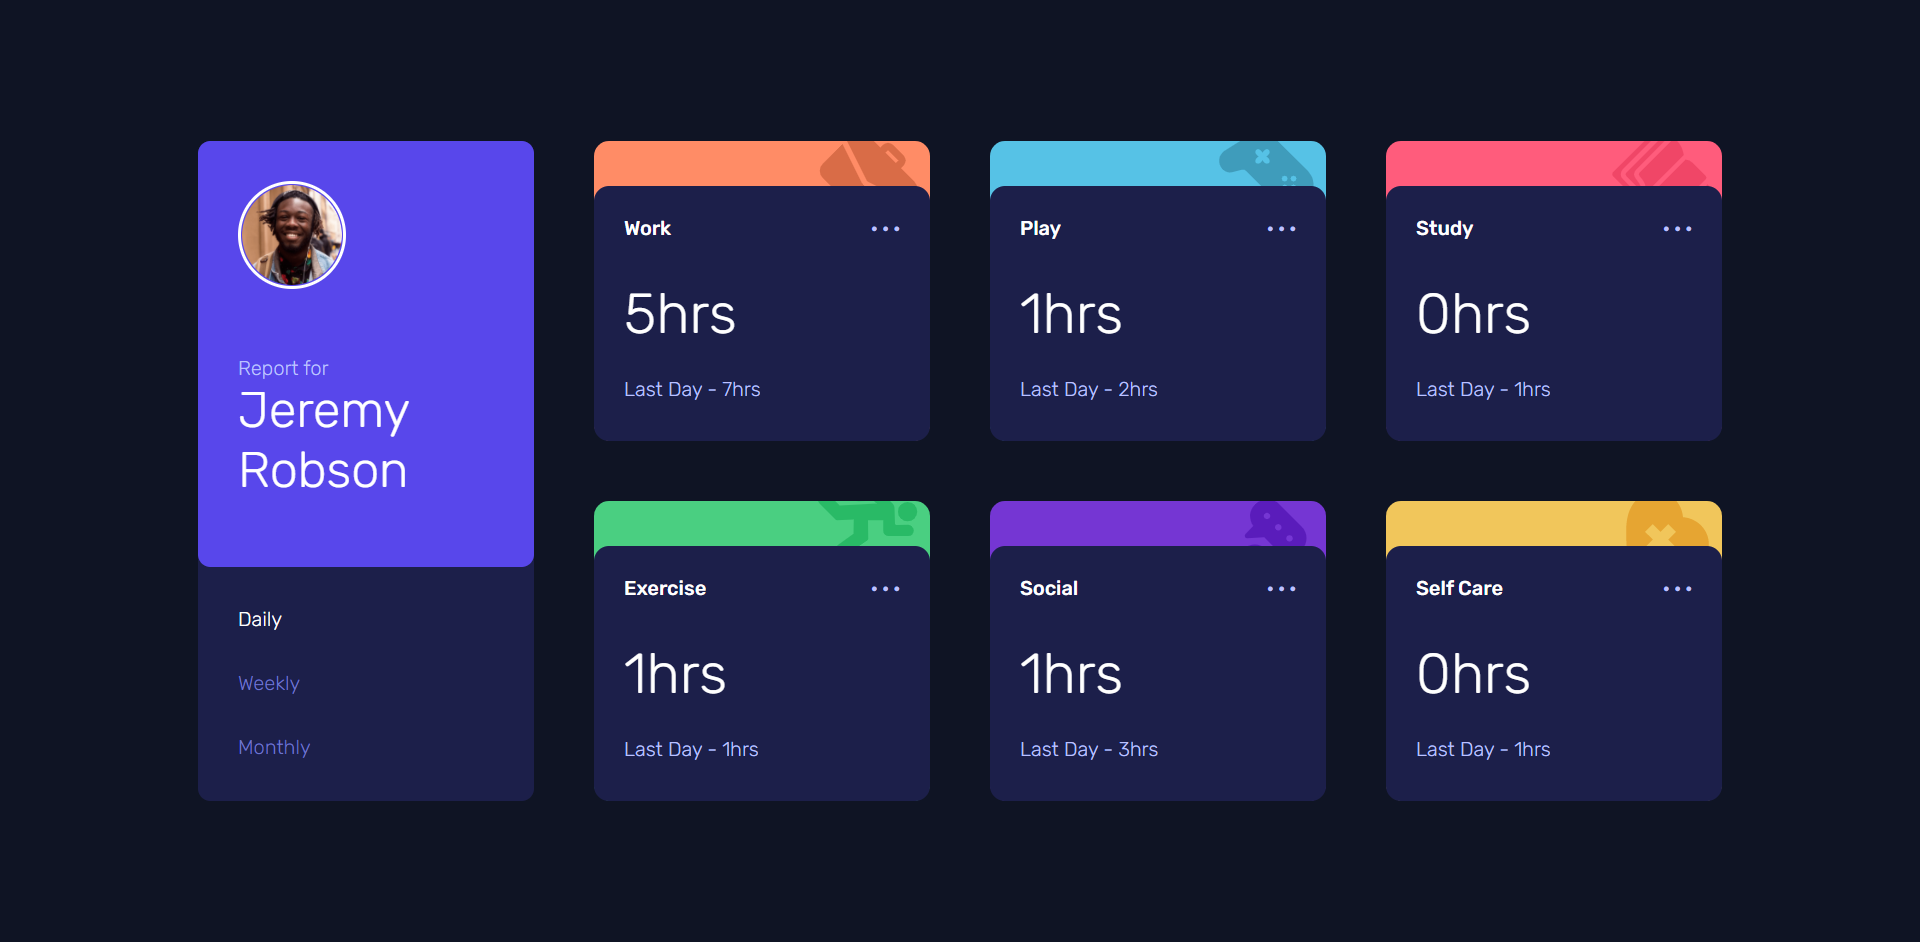 Report for
Jeremy
Robson
Daily
Weekly
Monthly
Work
5hrs
Last Day - 7hrs
Play
1hrs
Last Day - 2hrs
Study
0hrs
Last Day - 1hrs
Exercise
1hrs
Last Day - 1hrs
Social
1hrs
Last Day - 3hrs
Self Care
0hrs
Last Day - 1hrs